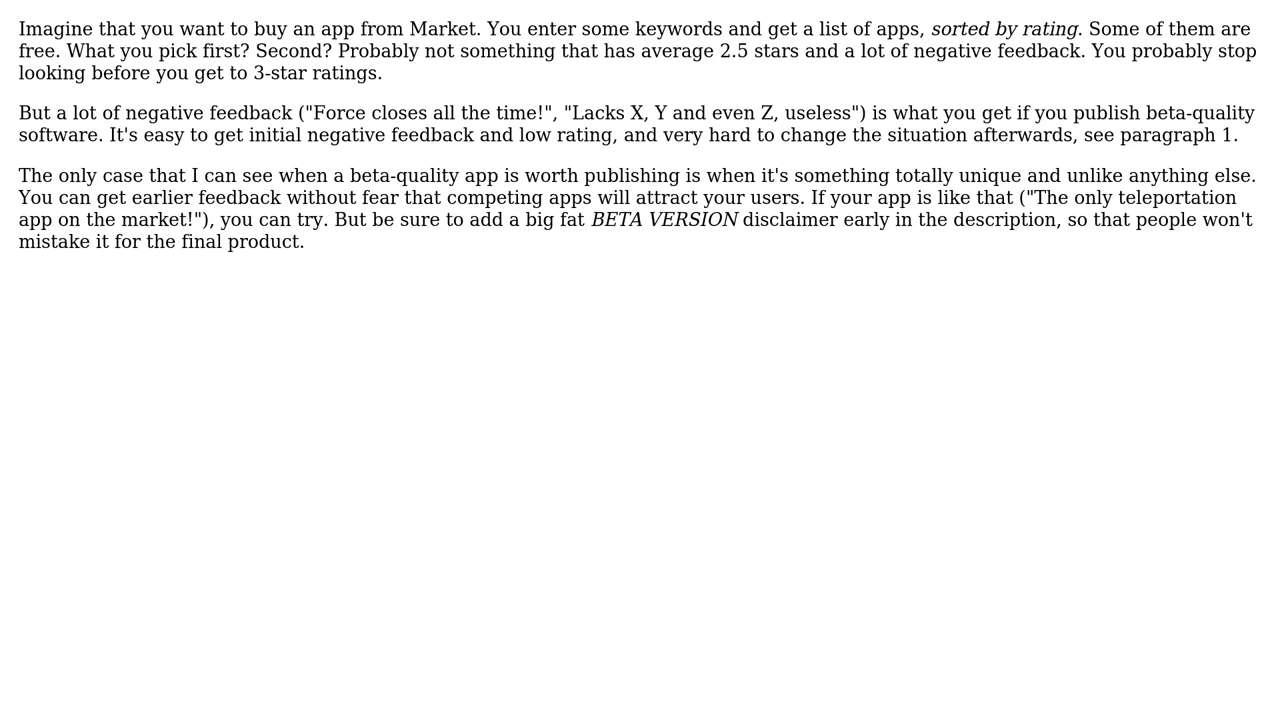 Imagine that you want to buy an app from Market. You enter some keywords and get a list of apps, sorted by rating. Some of them are
free. What you pick first? Second? Probably not something that has average 2.5 stars and a lot of negative feedback. You probably stop
looking before you get to 3-star ratings.
But a lot of negative feedback ("Force closes all the time!", "Lacks X, Y and even Z, useless") is what you get if you publish beta-quality
software. It's easy to get initial negative feedback and low rating, and very hard to change the situation afterwards, see paragraph 1.
The only case that I can see when a beta-quality app is worth publishing is when it's something totally unique and unlike anything else.
You can get earlier feedback without fear that competing apps will attract your users. If your app is like that ("The only teleportation
app on the market!"), you can try. But be sure to add a big fat BETA VERSION disclaimer early in the description, so that people won't
mistake it for the final product.